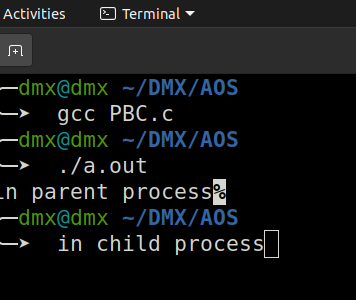 Activities Terminal
dmx@dmx ~/DMX/AOS
gcc PBC.c
dmx@dmx ~/DMX/AOS
./a.out
in parent process%
dmx@dmx ~/DMX/AOS
in child process